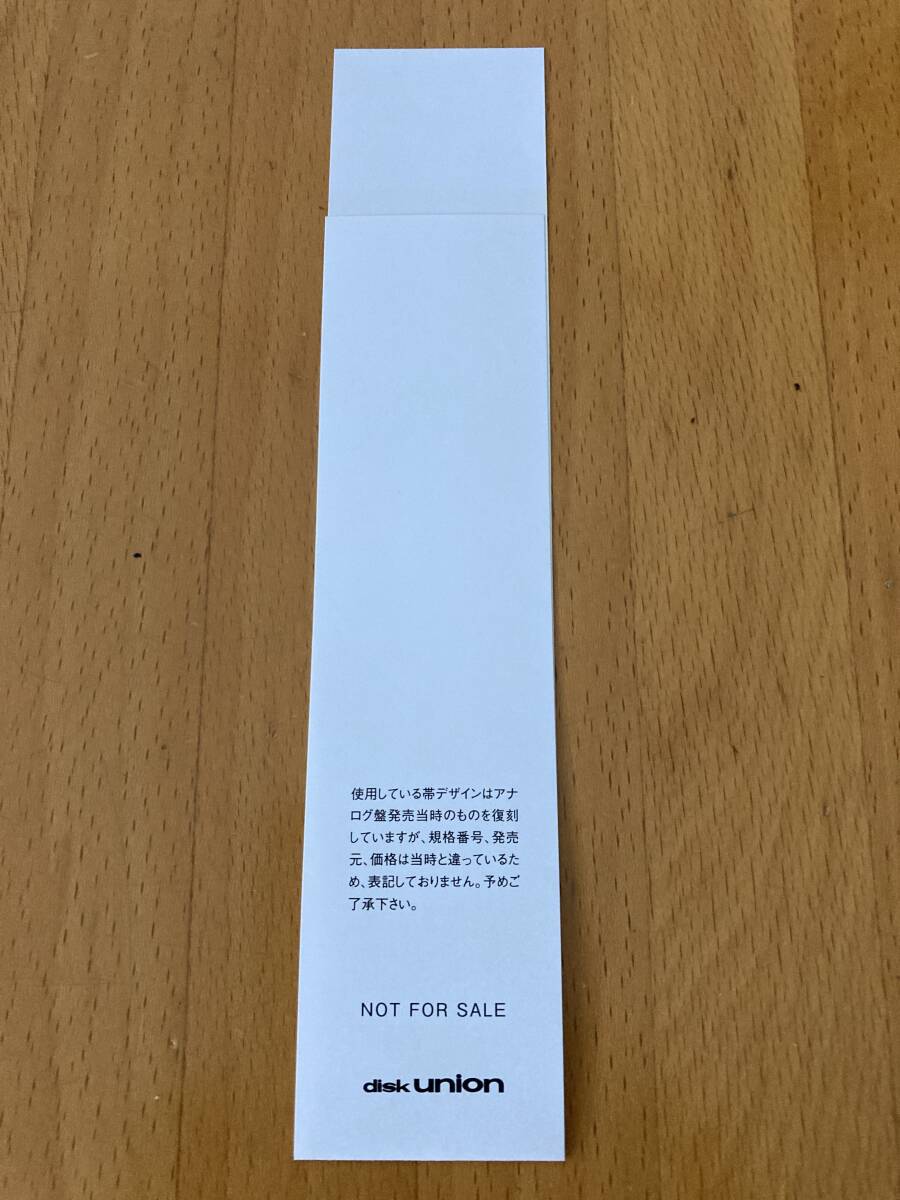 使用している帯デザインはアナ
ログ盤発売当時のものを復刻
していますが、規格番号、発売
元、価格は当時と違っているた
め、表記しておりません。予めご
了承下さい。
NOT FOR SALE
disk union